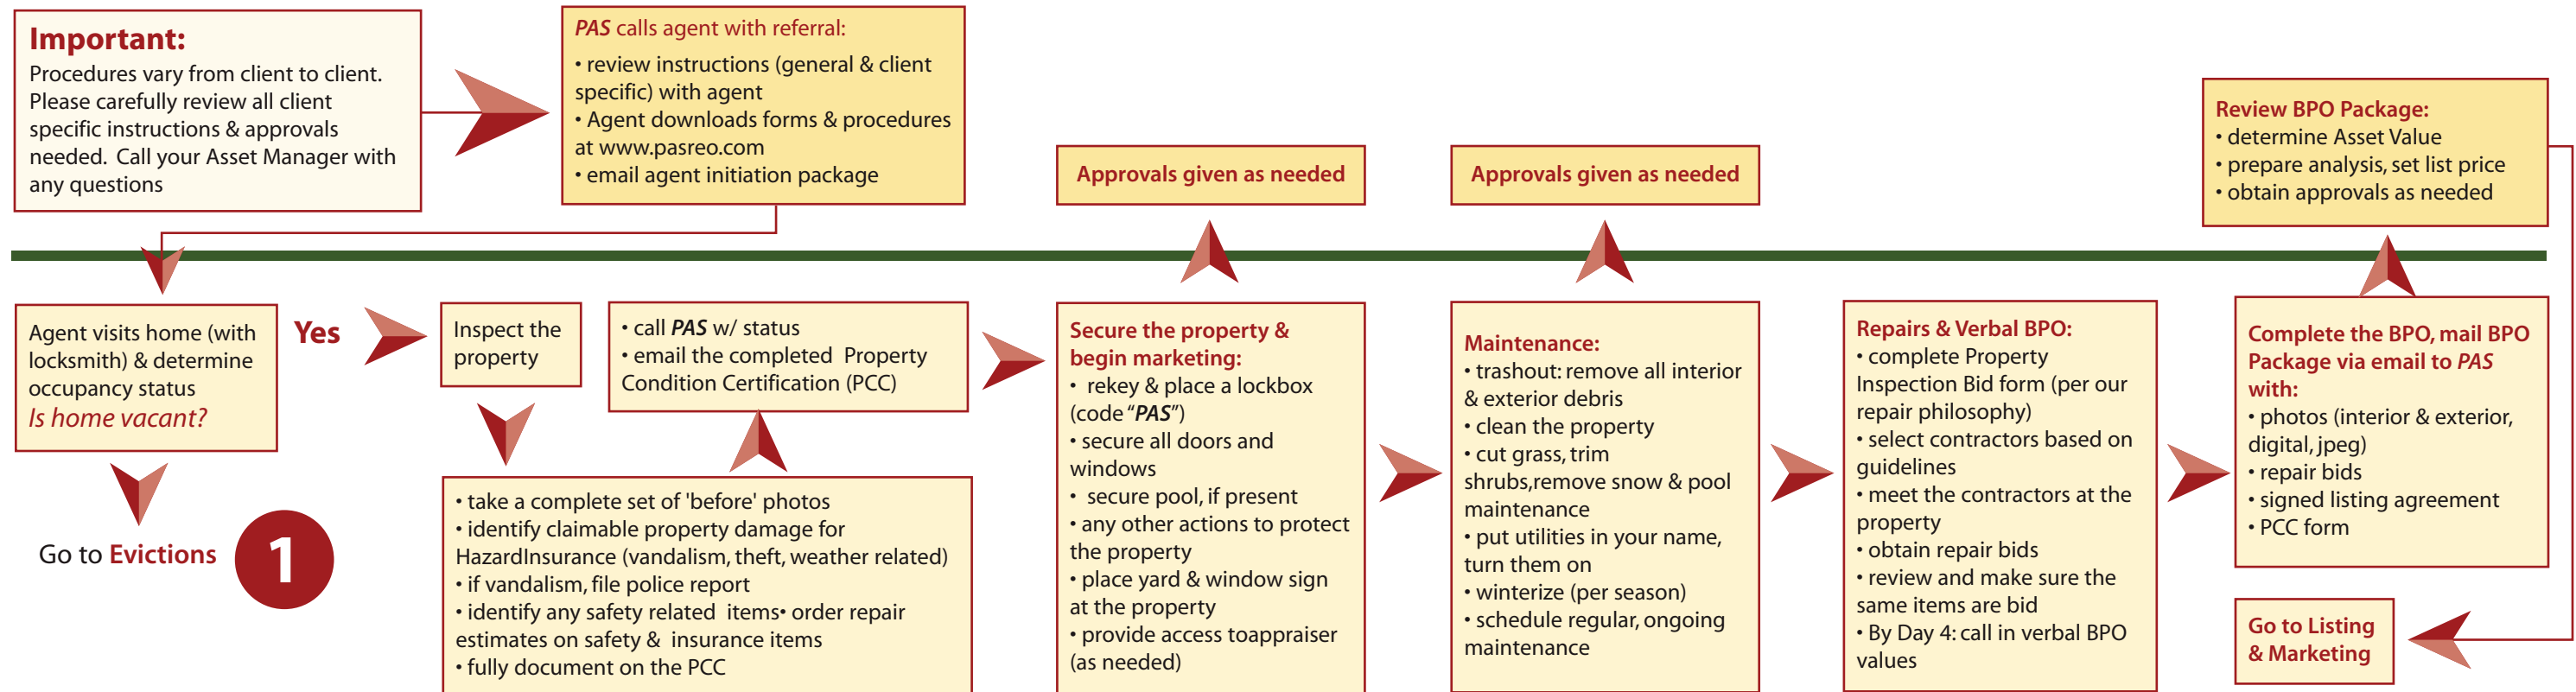 Important:
Procedures vary from client to client.
Please carefully review all client
specific instructions & approvals
needed.  Call your Asset Manager with
any questions
PAS calls agent with referral:
• review instructions (general & client
specific) with agent
• Agent downloads forms & procedures
at www.pasreo.com
• email agent initiation package
Approvals given as needed
Approvals given as needed
Review BPO Package:
• determine Asset Value
• prepare analysis, set list price
• obtain approvals as needed
Agent visits home (with
locksmith) & determine
occupancy status
Is home vacant?
Yes
Go to Evictions
1
Inspect the
property
• take a complete set of 'before' photos
• identify claimable property damage for
HazardInsurance (vandalism, theft, weather related)
• if vandalism, file police report
• identify any safety related  items• order repair
estimates on safety &  insurance items
• fully document on the PCC
• call PAS w/ status
• email the completed  Property
Condition Certification (PCC)
Secure the property &
begin marketing:
•  rekey & place a lockbox
(code “PAS”)
• secure all doors and
windows
•  secure pool, if present
• any other actions to protect
the property
• place yard & window sign
at the property
• provide access toappraiser
(as needed)
Maintenance:
• trashout: remove all interior
& exterior debris
• clean the property
• cut grass, trim
shrubs,remove snow & pool
maintenance
• put utilities in your name,
turn them on
• winterize (per season)
• schedule regular, ongoing
maintenance
Repairs & Verbal BPO:
• complete Property
Inspection Bid form (per our
repair philosophy)
• select contractors based on
guidelines
• meet the contractors at the
property
• obtain repair bids
• review and make sure the
same items are bid
• By Day 4: call in verbal BPO
values
Complete the BPO, mail BPO
Package via email to PAS
with:
• photos (interior & exterior,
digital, jpeg)
• repair bids
• signed listing agreement
• PCC form
Go to Listing
& Marketing